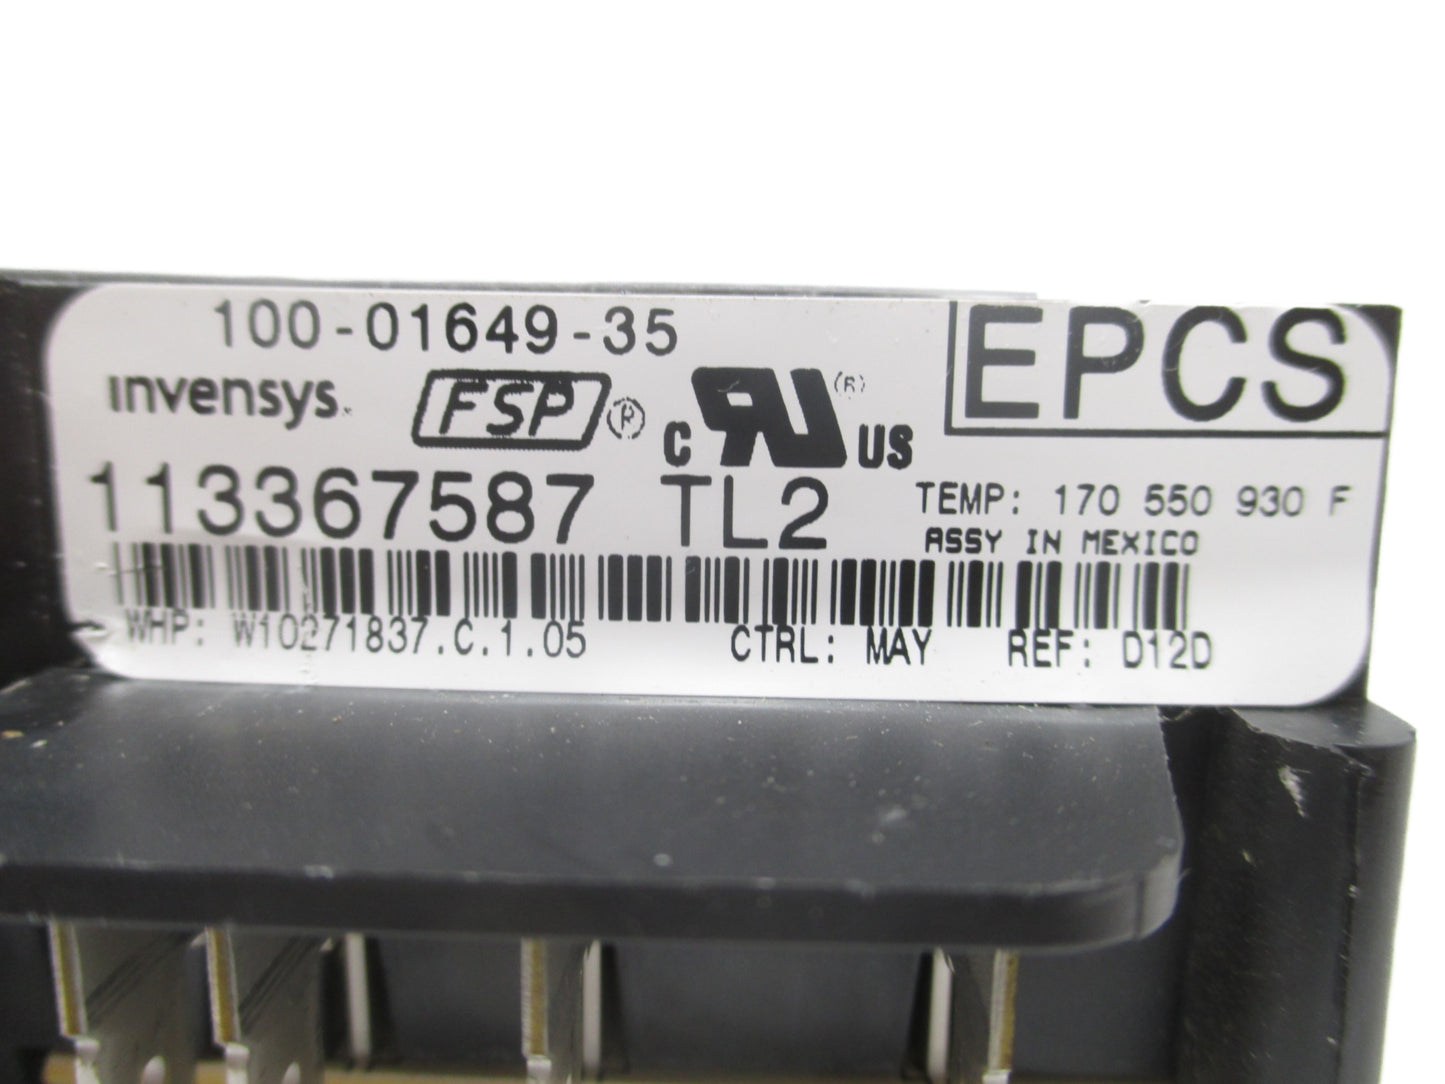 100-01649-35
EPCS
invensys. FSP® c RU (R) US
113367587 TL2
TEMP: 170 550 930 F
ASSY IN MEXICO
WHP: W10271837.C.1.05 CTRL: MAY REF: D12D